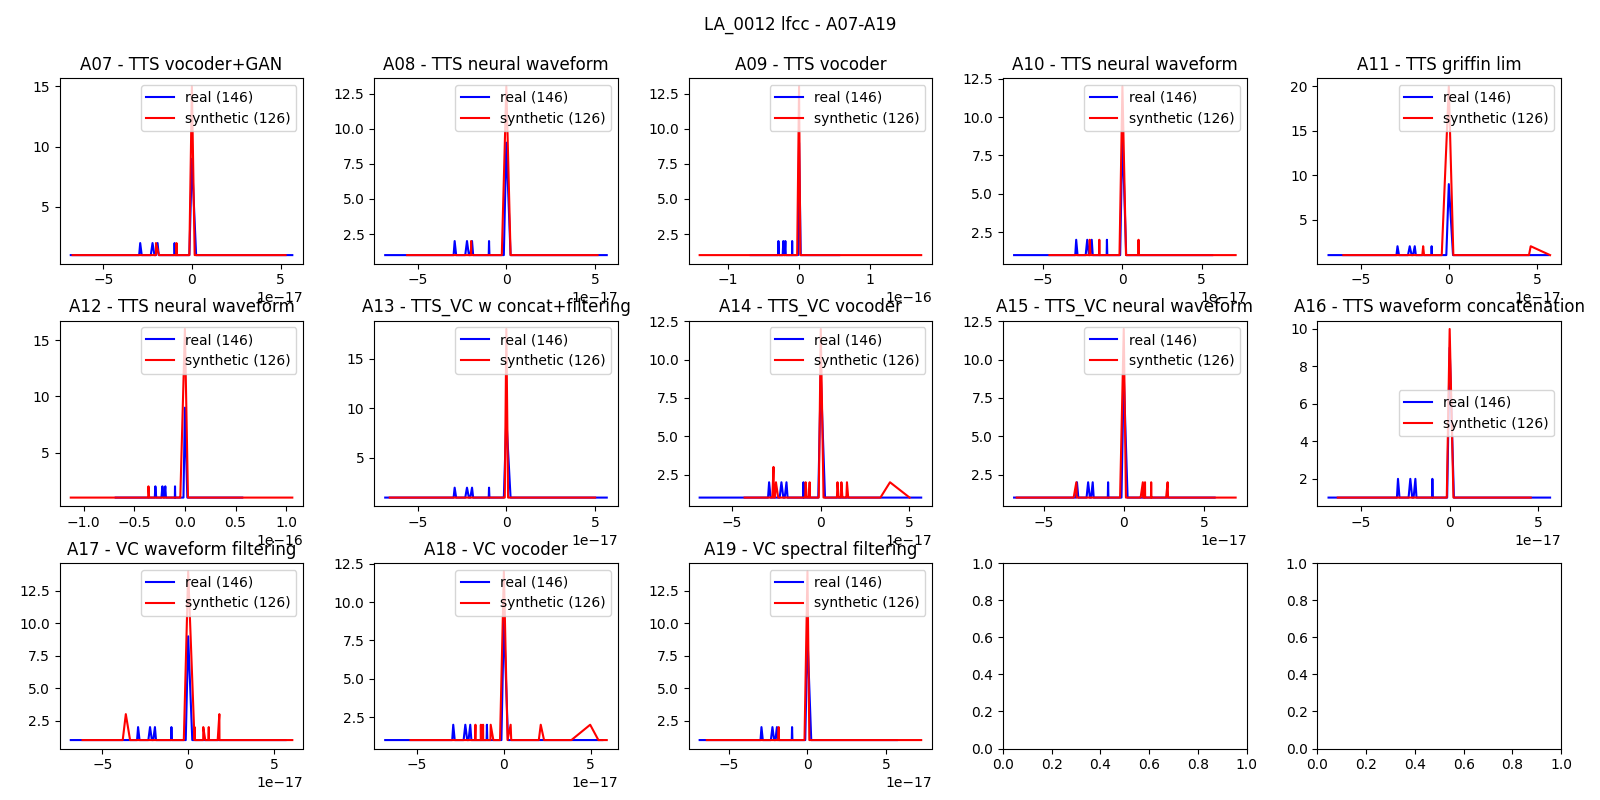 LA_0012 lfcc - A07-A19
A07 - TTS vocoder+GAN
15
10
5
real (146)
synthetic (126)
−5
0
5
1e−17
A08 - TTS neural waveform
12.5
10.0
7.5
5.0
2.5
real (146)
synthetic (126)
−5
0
5
1e−17
A09 - TTS vocoder
12.5
10.0
7.5
5.0
2.5
real (146)
synthetic (126)
−1
0
1
1e−16
A10 - TTS neural waveform
12.5
10.0
7.5
5.0
2.5
real (146)
synthetic (126)
−5
0
5
1e−17
A11 - TTS griffin lim
20
15
10
5
real (146)
synthetic (126)
−5
0
5
1e−17
A12 - TTS neural waveform
15
10
5
real (146)
synthetic (126)
−1.0
−0.5
0.0
0.5
1.0
1e−16
A13 - TTS_VC w concat+filtering
15
10
5
real (146)
synthetic (126)
−5
0
5
1e−17
A14 - TTS_VC vocoder
12.5
10.0
7.5
5.0
2.5
real (146)
synthetic (126)
−5
0
5
1e−17
A15 - TTS_VC neural waveform
12.5
10.0
7.5
5.0
2.5
real (146)
synthetic (126)
−5
0
5
1e−17
A16 - TTS waveform concatenation
10
8
6
4
2
real (146)
synthetic (126)
−5
0
5
1e−17
A17 - VC waveform filtering
12.5
10.0
7.5
5.0
2.5
real (146)
synthetic (126)
−5
0
5
1e−17
A18 - VC vocoder
12.5
10.0
7.5
5.0
2.5
real (146)
synthetic (126)
−5
0
5
1e−17
A19 - VC spectral filtering
12.5
10.0
7.5
5.0
2.5
real (146)
synthetic (126)
−5
0
5
1e−17
1.0
0.8
0.6
0.4
0.2
0.0
0.0
0.2
0.4
0.6
0.8
1.0
1.0
0.8
0.6
0.4
0.2
0.0
0.0
0.2
0.4
0.6
0.8
1.0